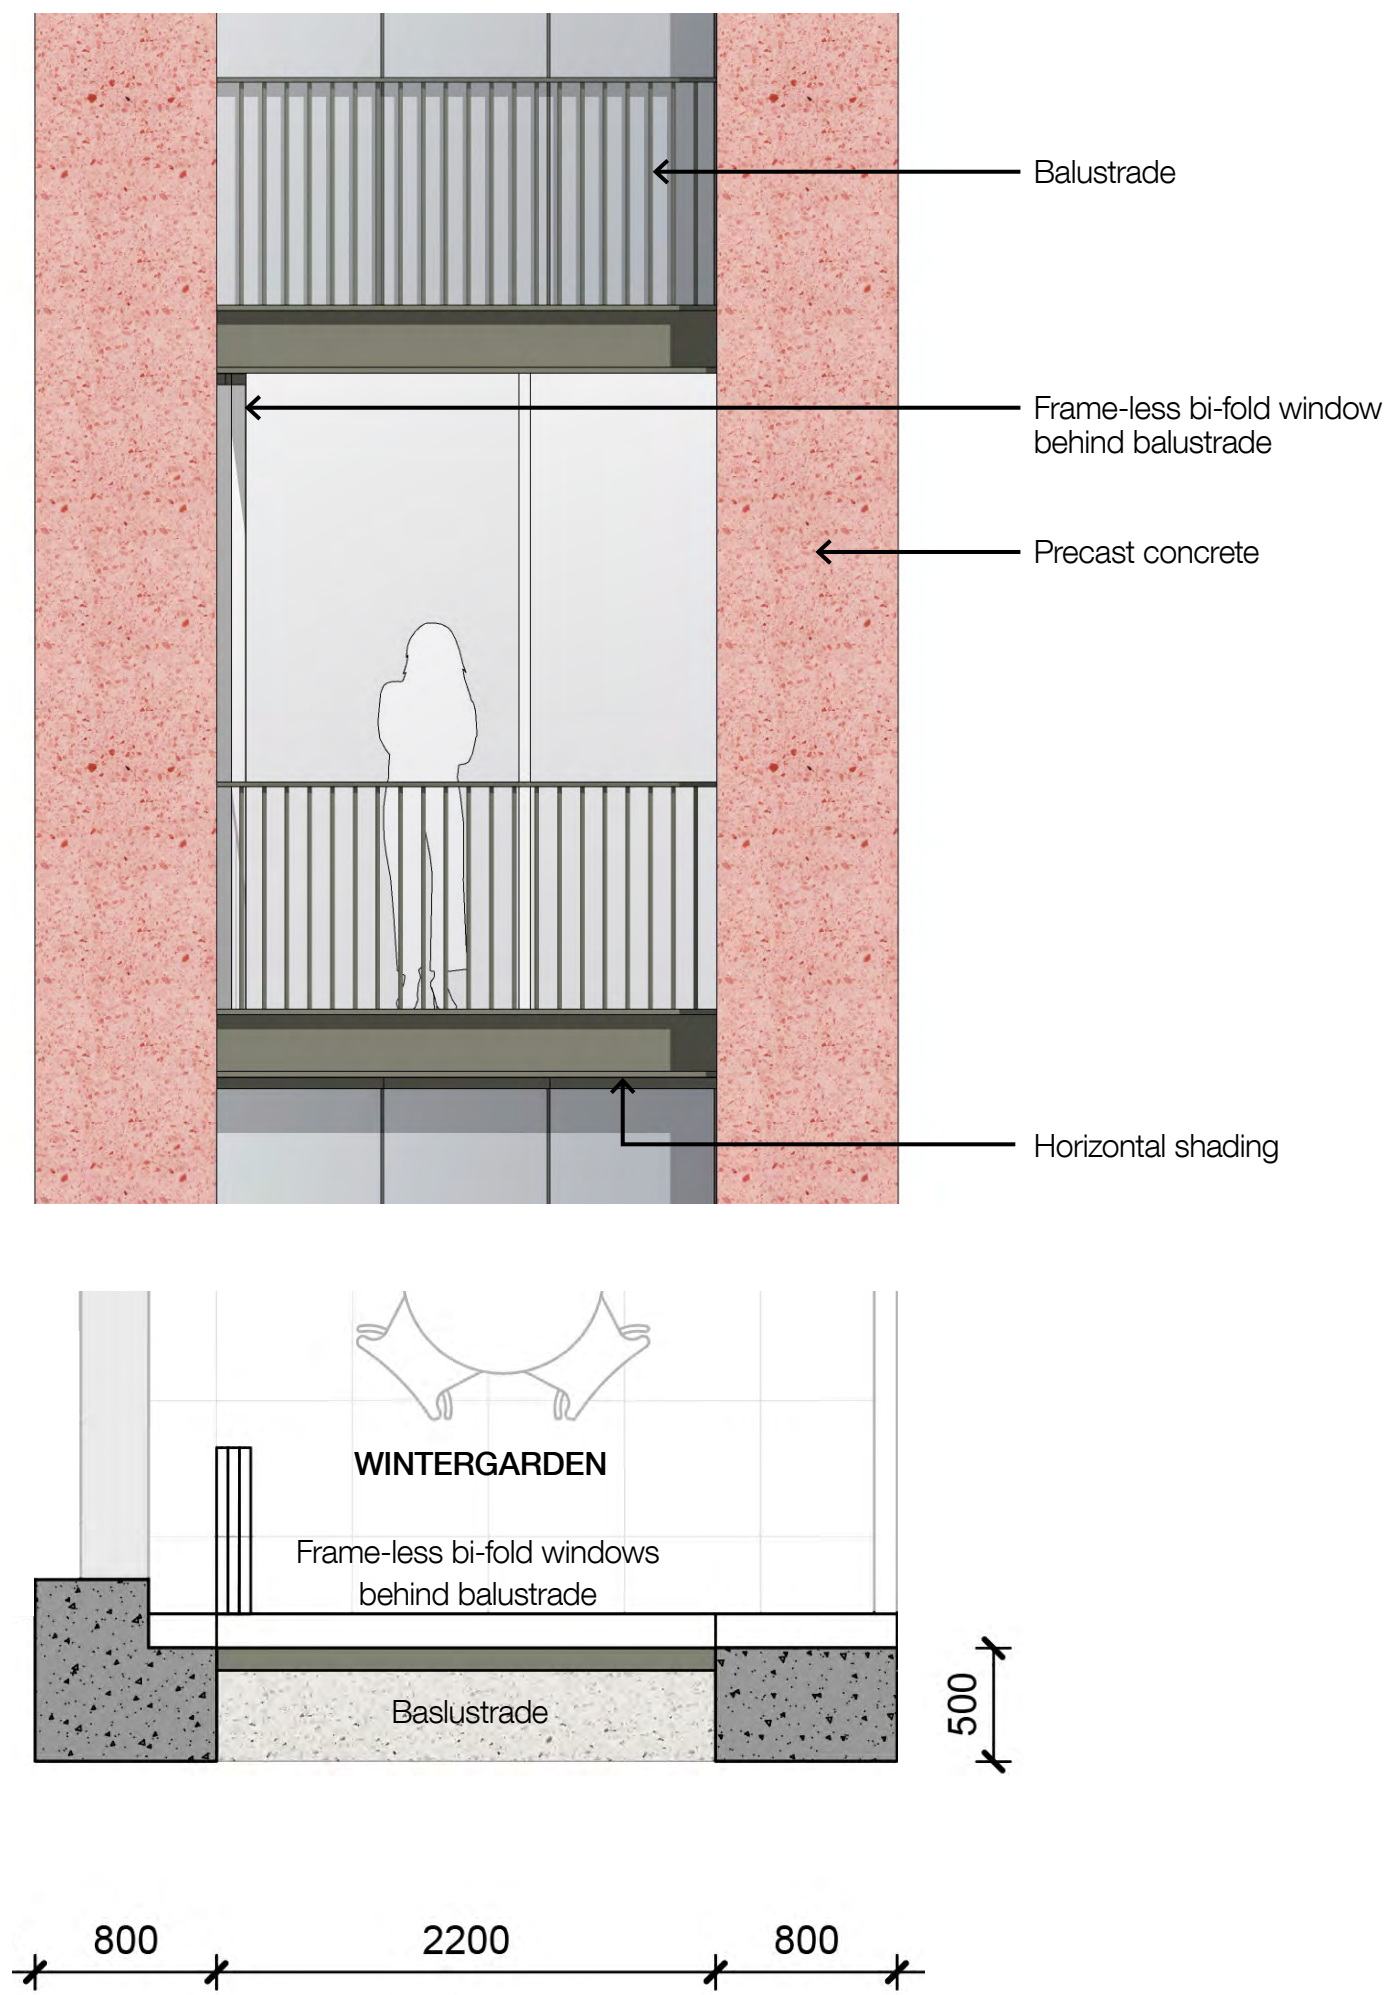 Balustrade
Frame-less bi-fold window
behind balustrade
Precast concrete
Horizontal shading
WINTERGARDEN
Frame-less bi-fold windows
behind balustrade
Baslustrade
500
800 2200 800